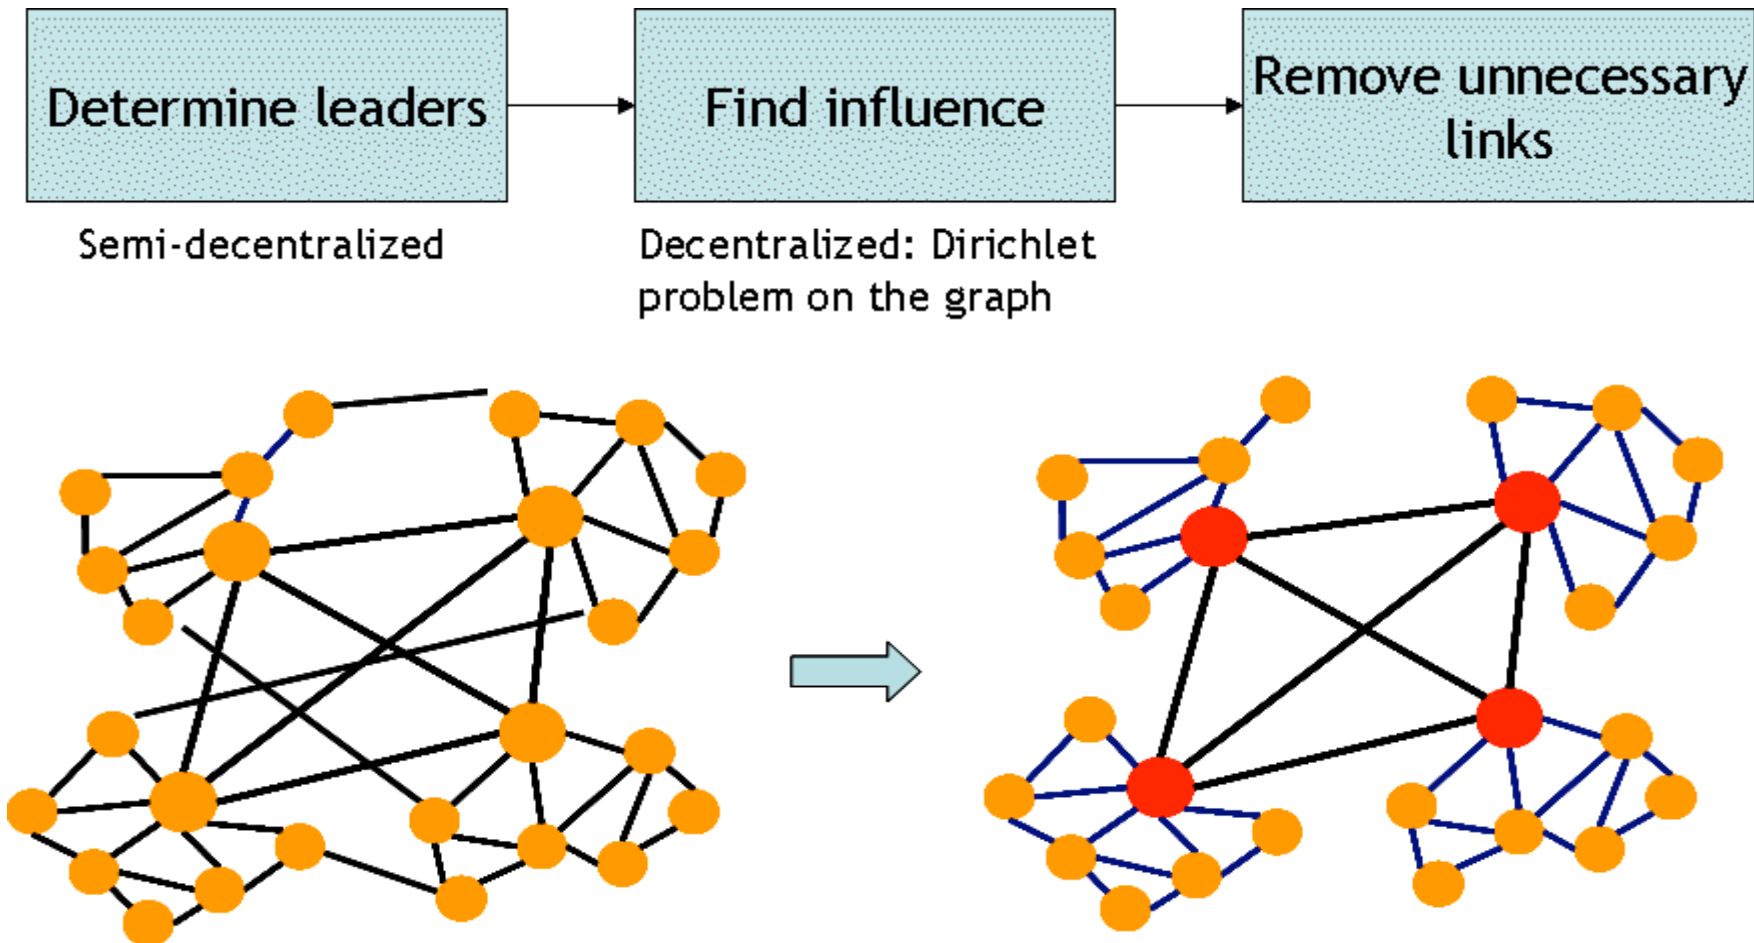 Determine leaders
Find influence
Remove unnecessary
links
Semi-decentralized
Decentralized: Dirichlet
problem on the graph